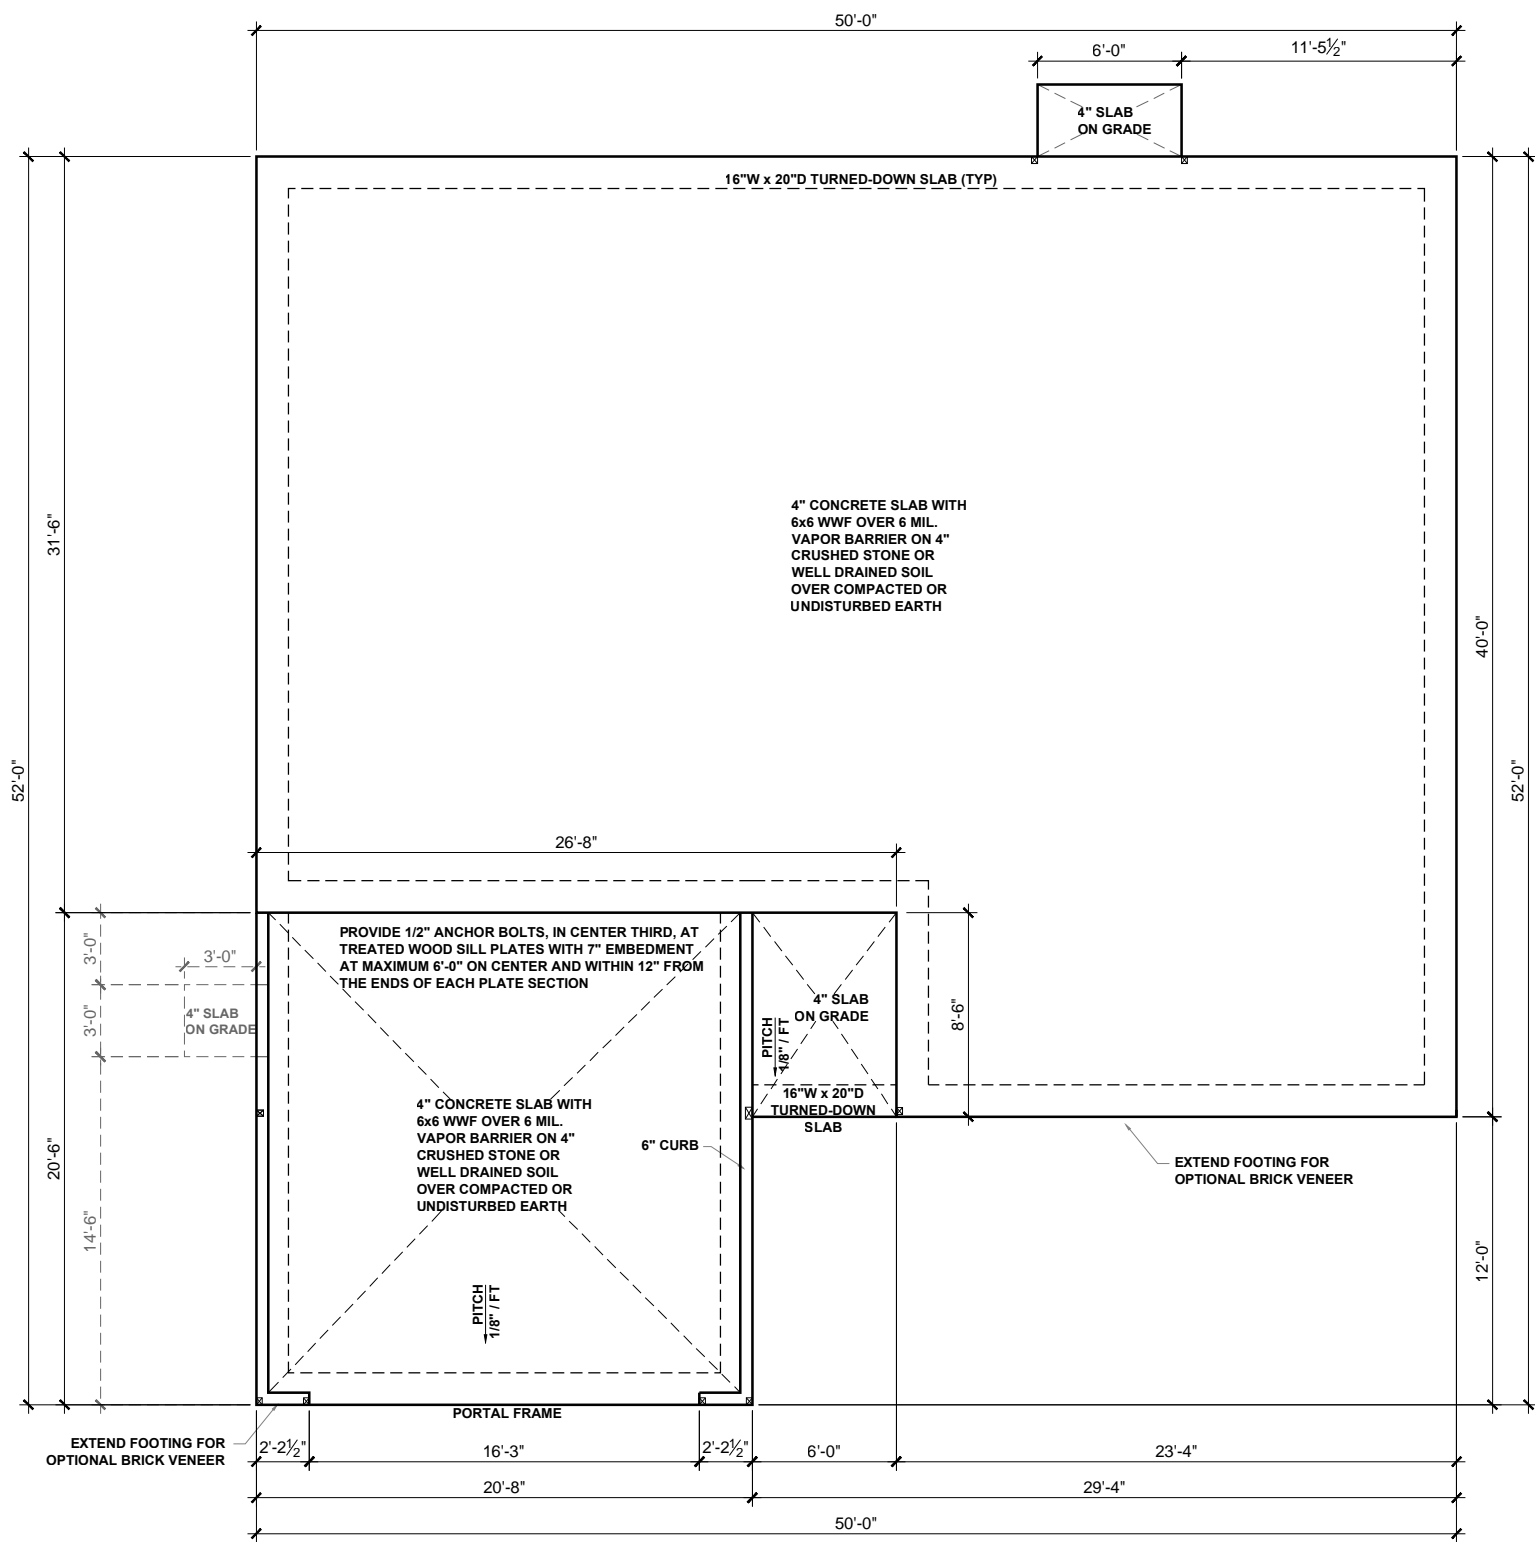 50'-0"
6'-0"
11'-5½"
4" SLAB
ON GRADE
16"W x 20"D TURNED-DOWN SLAB (TYP)
4" CONCRETE SLAB WITH
6x6 WWF OVER 6 MIL.
VAPOR BARRIER ON 4"
CRUSHED STONE OR
WELL DRAINED SOIL
OVER COMPACTED OR
UNDISTURBED EARTH
31'-6"
40'-0"
52'-0"
52'-0"
26'-8"
PROVIDE 1/2" ANCHOR BOLTS, IN CENTER THIRD, AT
TREATED WOOD SILL PLATES WITH 7" EMBEDMENT
AT MAXIMUM 6'-0" ON CENTER AND WITHIN 12" FROM
THE ENDS OF EACH PLATE SECTION
3'-0"
3'-0"
3'-0"
4" SLAB
ON GRADE
4" SLAB
ON GRADE
8'-6"
PITCH
1/8" / FT
16"W x 20"D
TURNED-DOWN
SLAB
4" CONCRETE SLAB WITH
6x6 WWF OVER 6 MIL.
VAPOR BARRIER ON 4"
CRUSHED STONE OR
WELL DRAINED SOIL
OVER COMPACTED OR
UNDISTURBED EARTH
6" CURB
20'-6"
14'-6"
EXTEND FOOTING FOR
OPTIONAL BRICK VENEER
12'-0"
PITCH
1/8" / FT
PORTAL FRAME
EXTEND FOOTING FOR
OPTIONAL BRICK VENEER
2'-2½"
16'-3"
2'-2½"
6'-0"
23'-4"
20'-8"
29'-4"
50'-0"